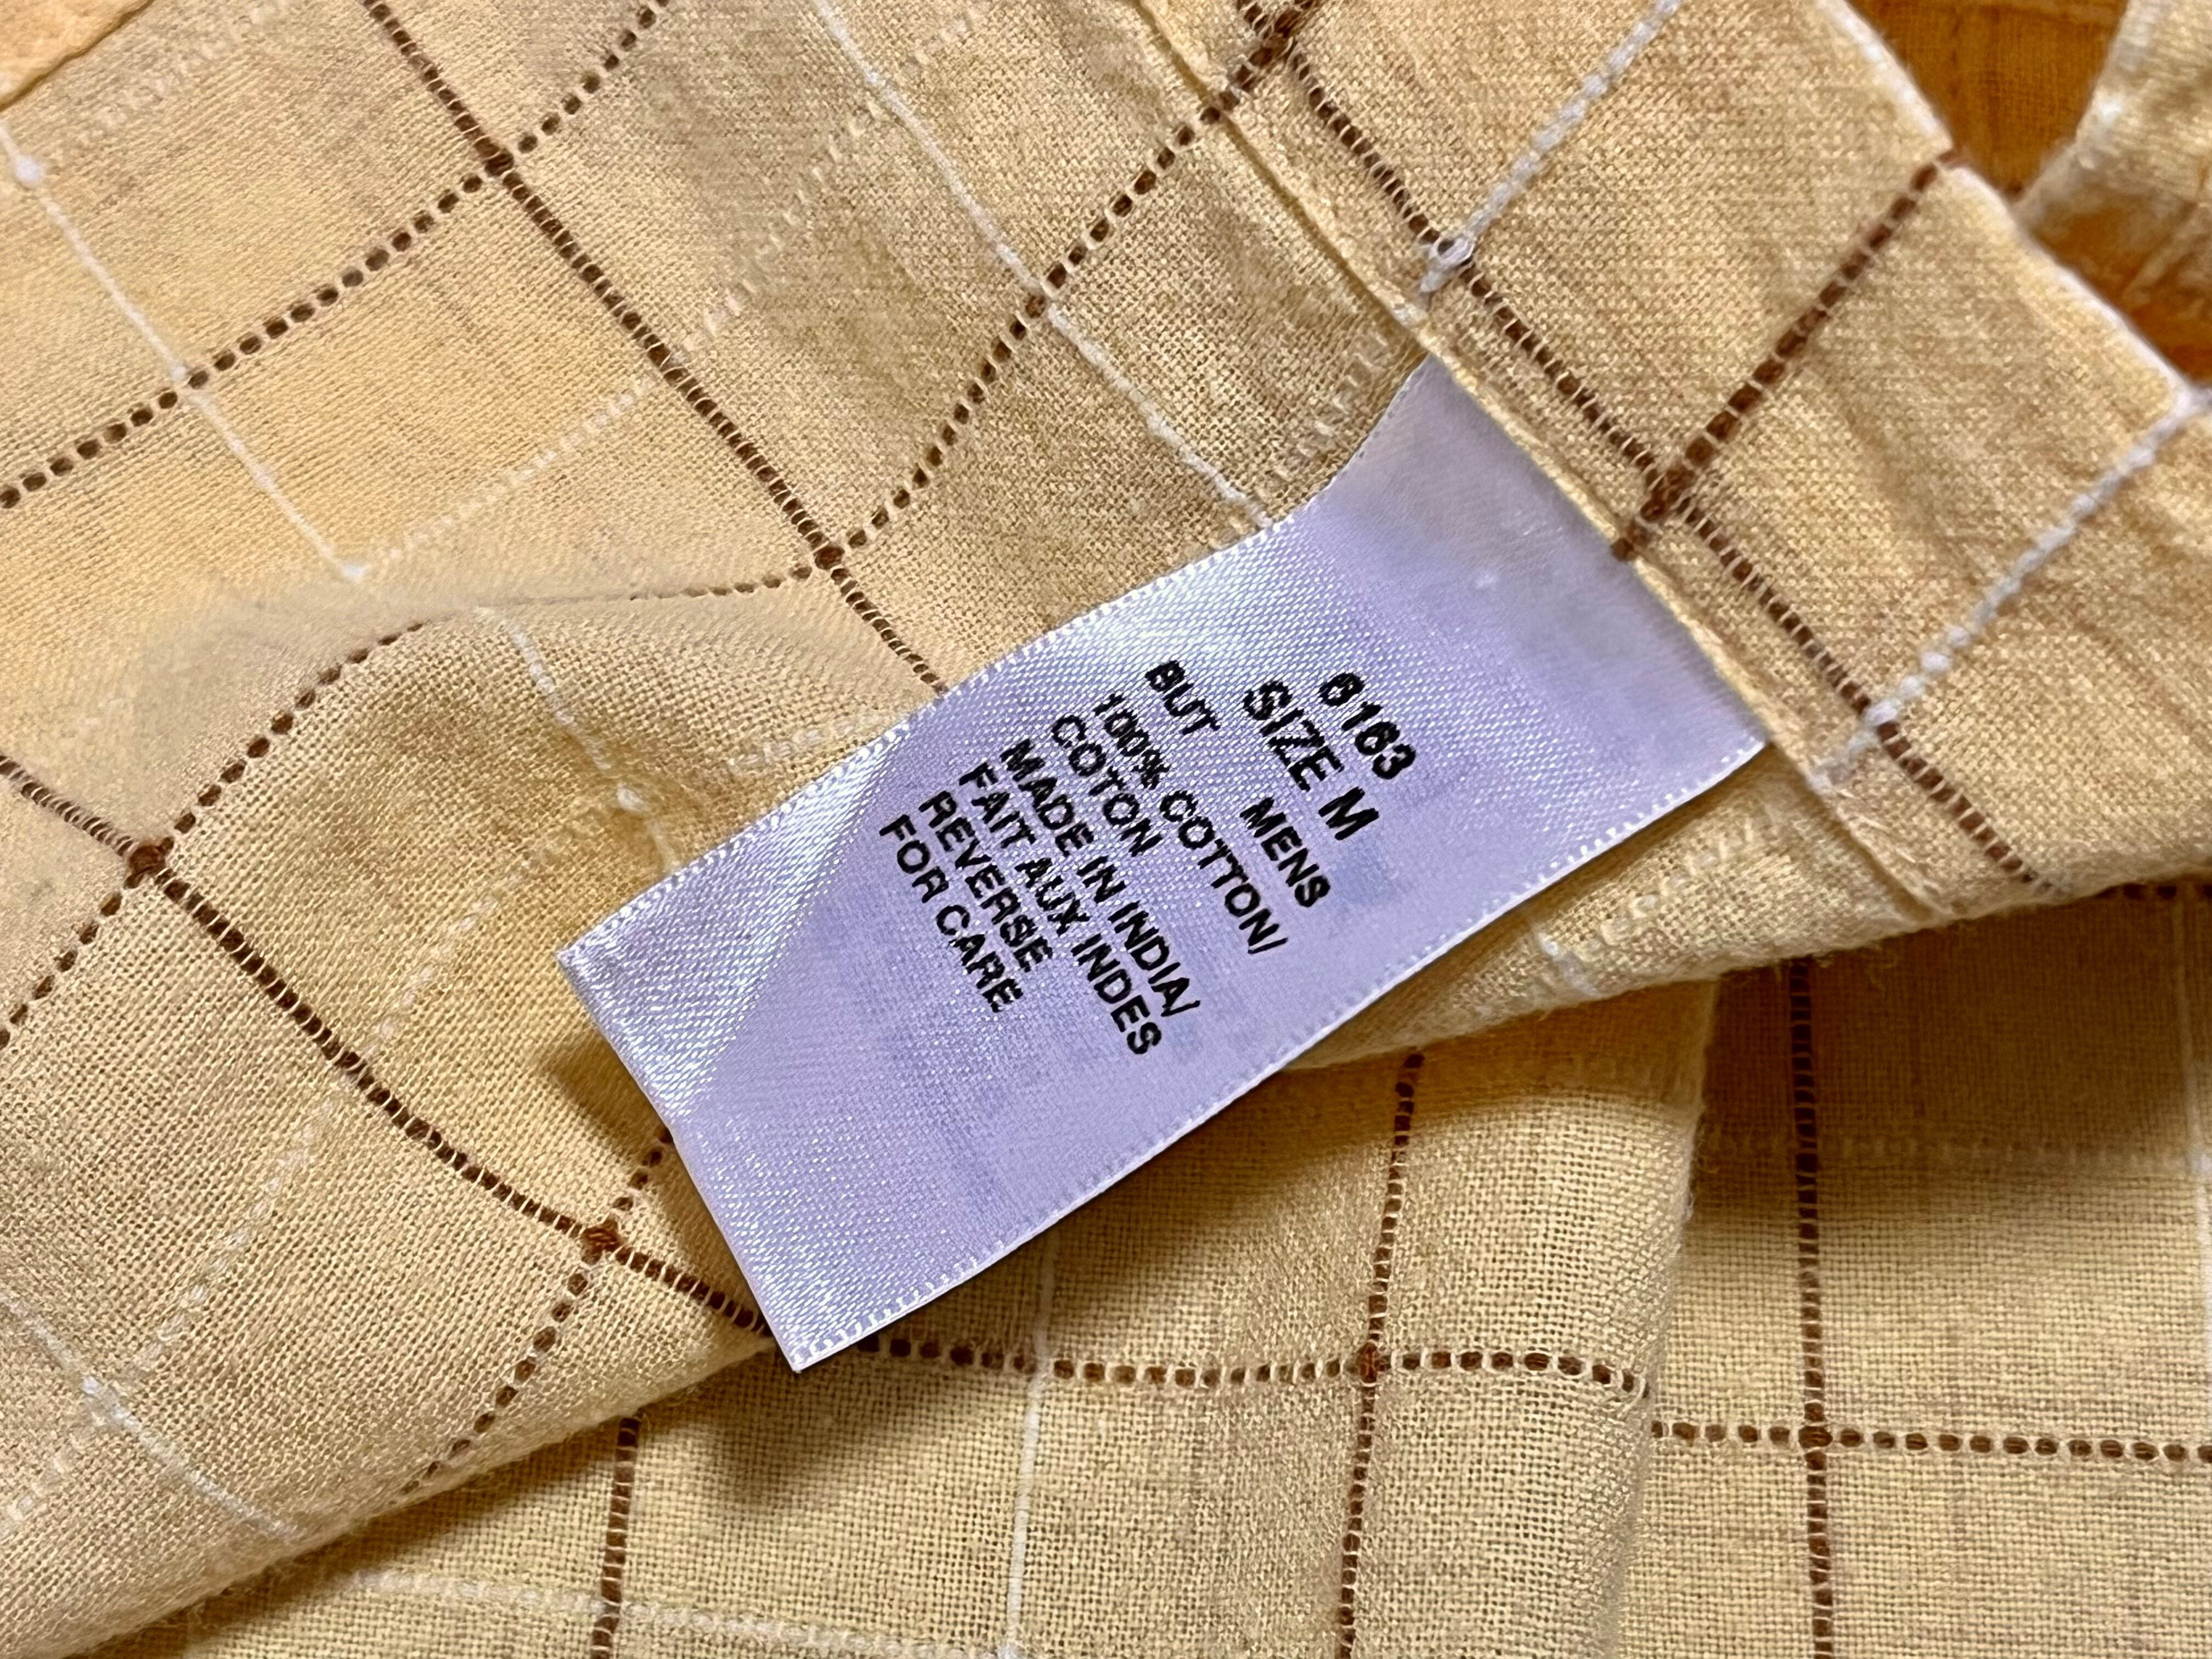 6163
SIZE M
BUT MENS
100% COTTON/
COTON
MADE IN INDIA/
FAIT AUX INDES
REVERSE
FOR CARE